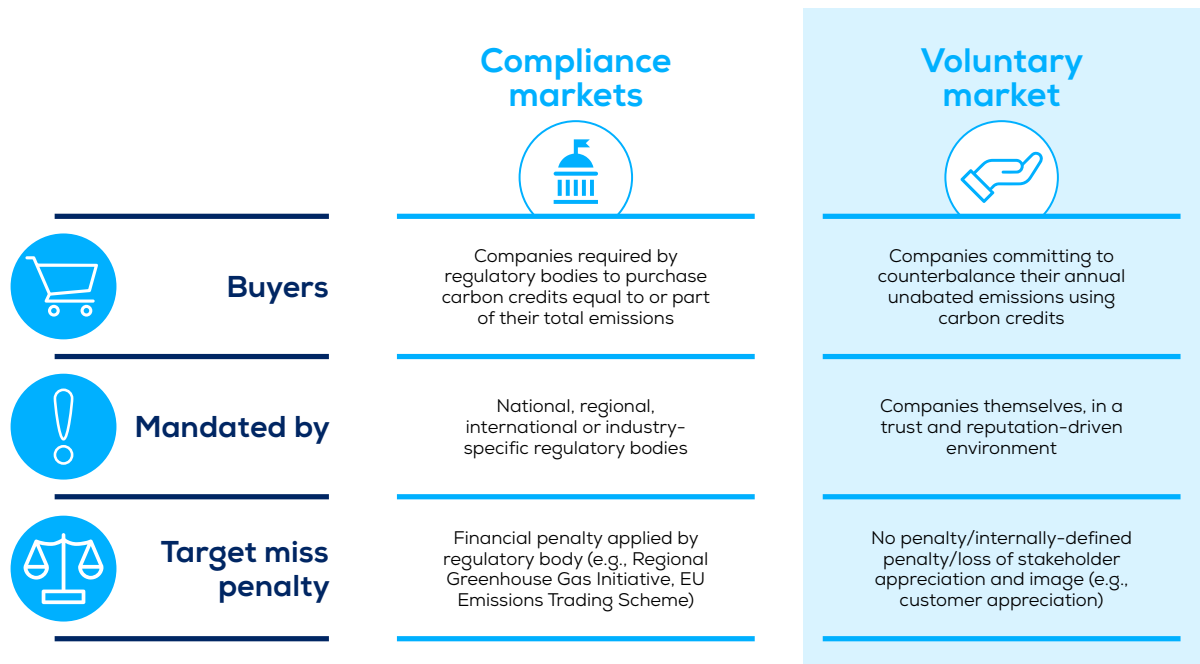 Compliance
markets
Voluntary
market
Buyers
Companies required by
regulatory bodies to purchase
carbon credits equal to or part
of their total emissions
Companies committing to
counterbalance their annual
unabated emissions using
carbon credits
Mandated by
National, regional,
international or industry-
specific regulatory bodies
Companies themselves, in a
trust and reputation-driven
environment
Target miss
penalty
Financial penalty applied by
regulatory body (e.g., Regional
Greenhouse Gas Initiative, EU
Emissions Trading Scheme)
No penalty/internally-defined
penalty/loss of stakeholder
appreciation and image (e.g.,
customer appreciation)